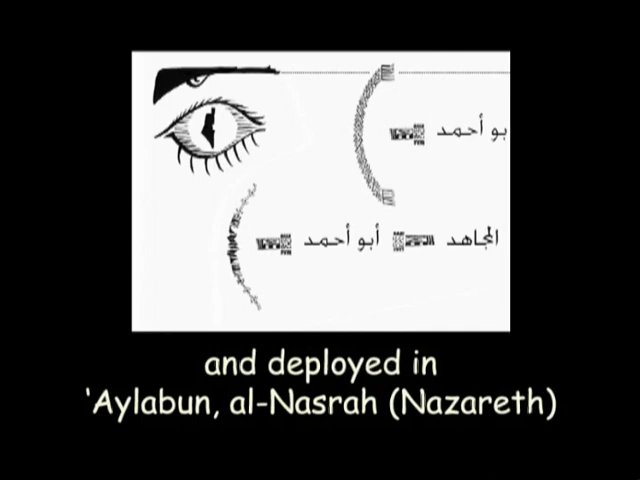 بو أحمد
المجاهد أبو أحمد
and deployed in
‘Aylabun, al-Nasrah (Nazareth)